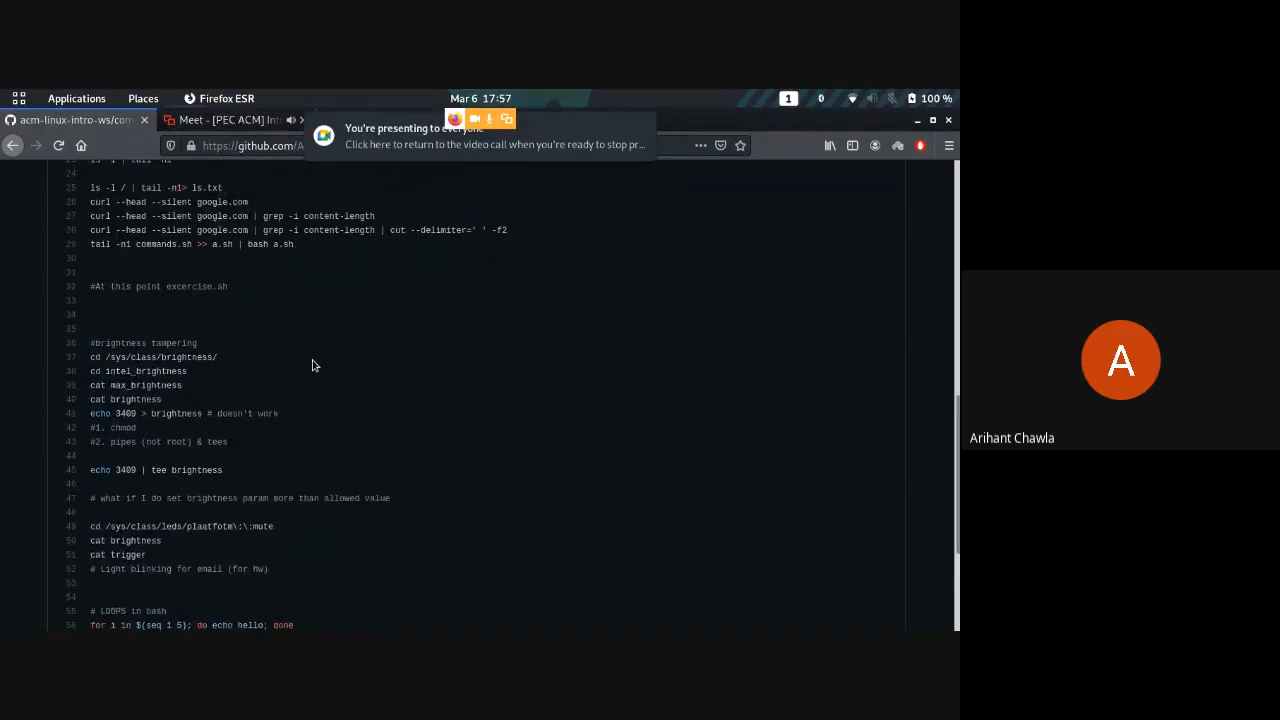 Applications Places Firefox ESR Mar 6 17:57 1 100 %
acm-linux-intro-ws/com Meet - [PEC ACM] Int
You're presenting to everyone
Click here to return to the video call when you're ready to stop pr...
https://github.com/A
24
25 ls -l / | tail -n1> ls.txt
26 curl --head --silent google.com
27 curl --head --silent google.com | grep -i content-length
28 curl --head --silent google.com | grep -i content-length | cut --delimiter=' ' -f2
29 tail -n1 commands.sh >> a.sh | bash a.sh
30
31
32 #At this point excercise.sh
33
34
35
36 #brightness tampering
37 cd /sys/class/brightness/
38 cd intel_brightness
39 cat max_brightness
40 cat brightness
41 echo 3409 > brightness # doesn't work
42 #1. chmod
43 #2. pipes (not root) & tees
44
45 echo 3409 | tee brightness
46
47 # what if I do set brightness param more than allowed value
48
49 cd /sys/class/leds/plaatfotm\:\:mute
50 cat brightness
51 cat trigger
52 # Light blinking for email (for hw)
53
54
55 # LOOPS in bash
56 for i in $(seq 1 5); do echo hello; done
A
Arihant Chawla